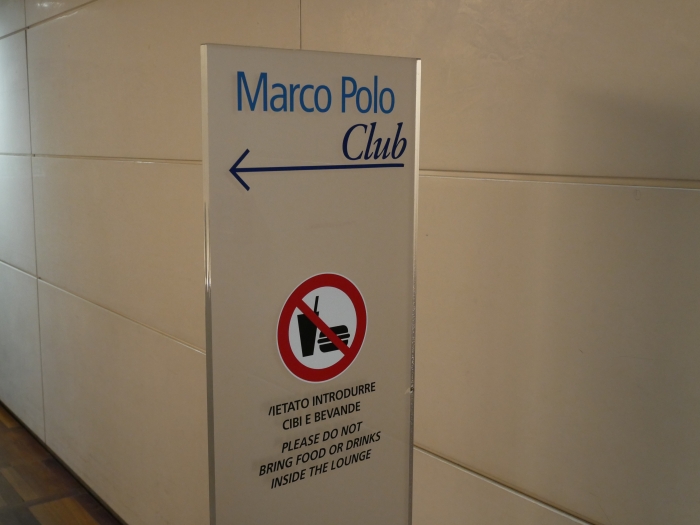 Marco Polo
Club
VIETATO INTRODURRE
CIBI E BEVANDE
PLEASE DO NOT
BRING FOOD OR DRINKS
INSIDE THE LOUNGE